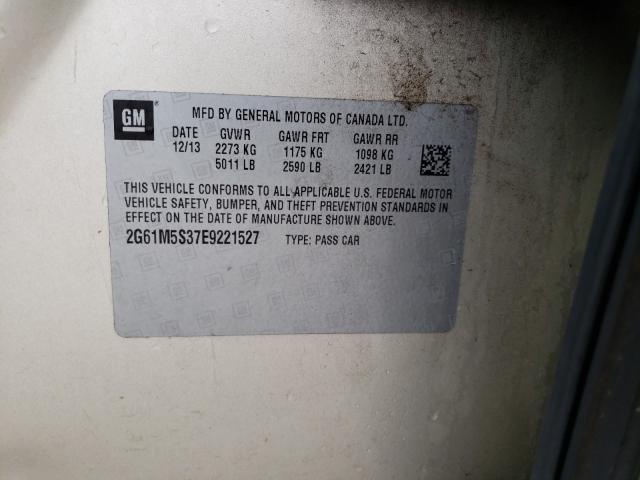 GM ® MFD BY GENERAL MOTORS OF CANADA LTD.
DATE GVWR GAWR FRT GAWR RR
12/13 2273 KG 1175 KG 1098 KG
5011 LB 2590 LB 2421 LB
THIS VEHICLE CONFORMS TO ALL APPLICABLE U.S. FEDERAL MOTOR
VEHICLE SAFETY, BUMPER, AND THEFT PREVENTION STANDARDS IN
EFFECT ON THE DATE OF MANUFACTURE SHOWN ABOVE.
2G61M5S37E9221527 TYPE: PASS CAR